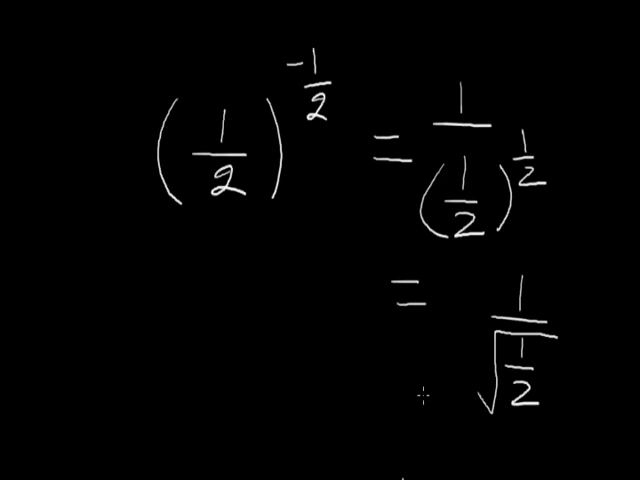 (1/2)^(-1/2) = 1/(1/2)^(1/2)
= 1/√(1/2)